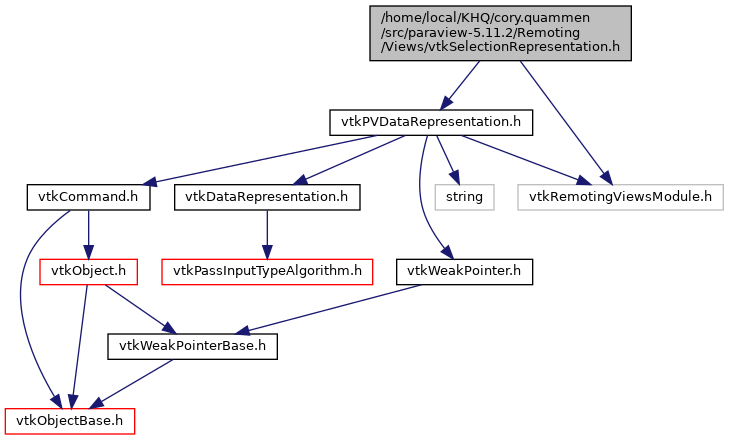 /home/local/KHQ/cory.quammen
/src/paraview-5.11.2/Remoting
/Views/vtkSelectionRepresentation.h
vtkPVDataRepresentation.h
vtkCommand.h
vtkDataRepresentation.h
string
vtkRemotingViewsModule.h
vtkObject.h
vtkPassInputTypeAlgorithm.h
vtkWeakPointer.h
vtkWeakPointerBase.h
vtkObjectBase.h